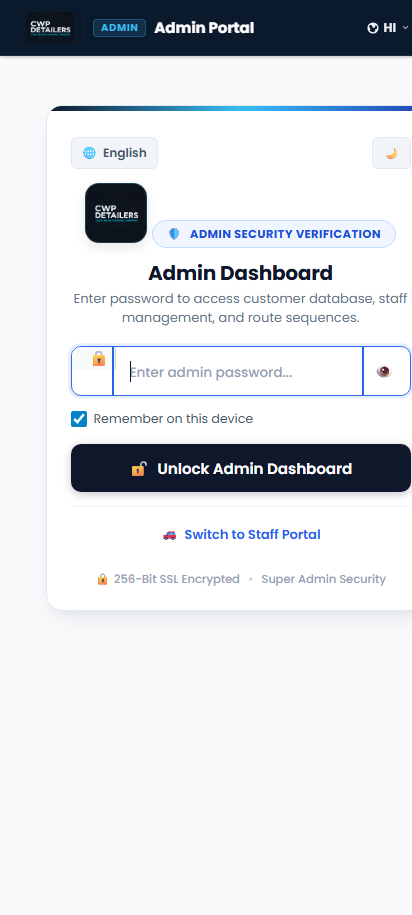 CWP
DETAILERS
ADMIN
Admin Portal
HI
English
CWP
DETAILERS
ADMIN SECURITY VERIFICATION
Admin Dashboard
Enter password to access customer database, staff
management, and route sequences.
Enter admin password...
Remember on this device
Unlock Admin Dashboard
Switch to Staff Portal
256-Bit SSL Encrypted • Super Admin Security